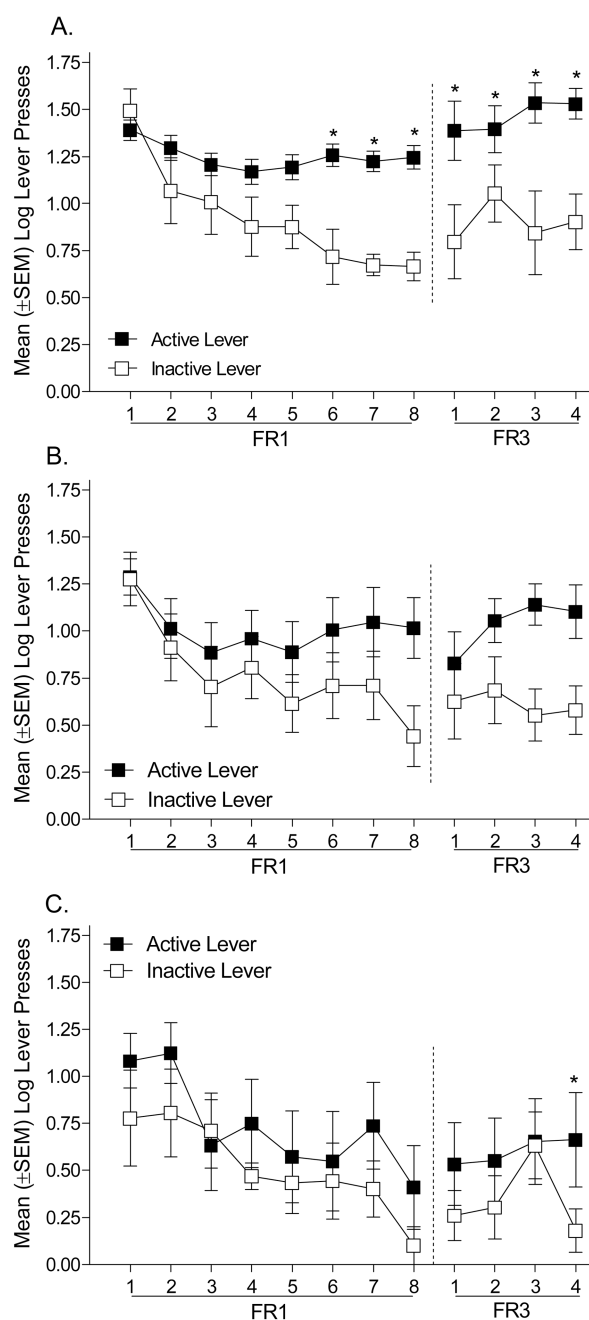 A.
Mean (±SEM) Log Lever Presses
1.75
1.50
1.25
1.00
0.75
0.50
0.25
0.00
* * * * * * *
Active Lever
Inactive Lever
1 2 3 4 5 6 7 8 1 2 3 4
FR1 FR3
B.
Mean (±SEM) Log Lever Presses
1.75
1.50
1.25
1.00
0.75
0.50
0.25
0.00
Active Lever
Inactive Lever
1 2 3 4 5 6 7 8 1 2 3 4
FR1 FR3
C.
Mean (±SEM) Log Lever Presses
1.75
1.50
1.25
1.00
0.75
0.50
0.25
0.00
Active Lever
Inactive Lever
*
1 2 3 4 5 6 7 8 1 2 3 4
FR1 FR3